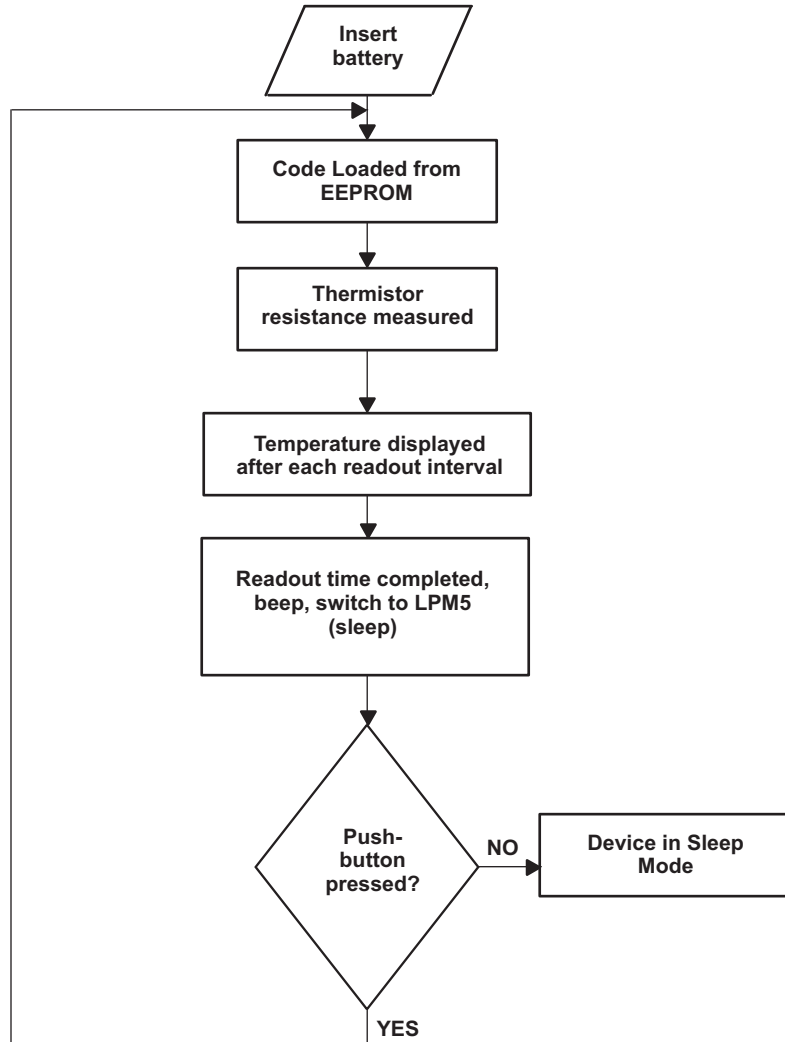 Insert
battery
Code Loaded from
EEPROM
Thermistor
resistance measured
Temperature displayed
after each readout interval
Readout time completed,
beep, switch to LPM5
(sleep)
Push-
button
pressed?
NO
Device in Sleep
Mode
YES